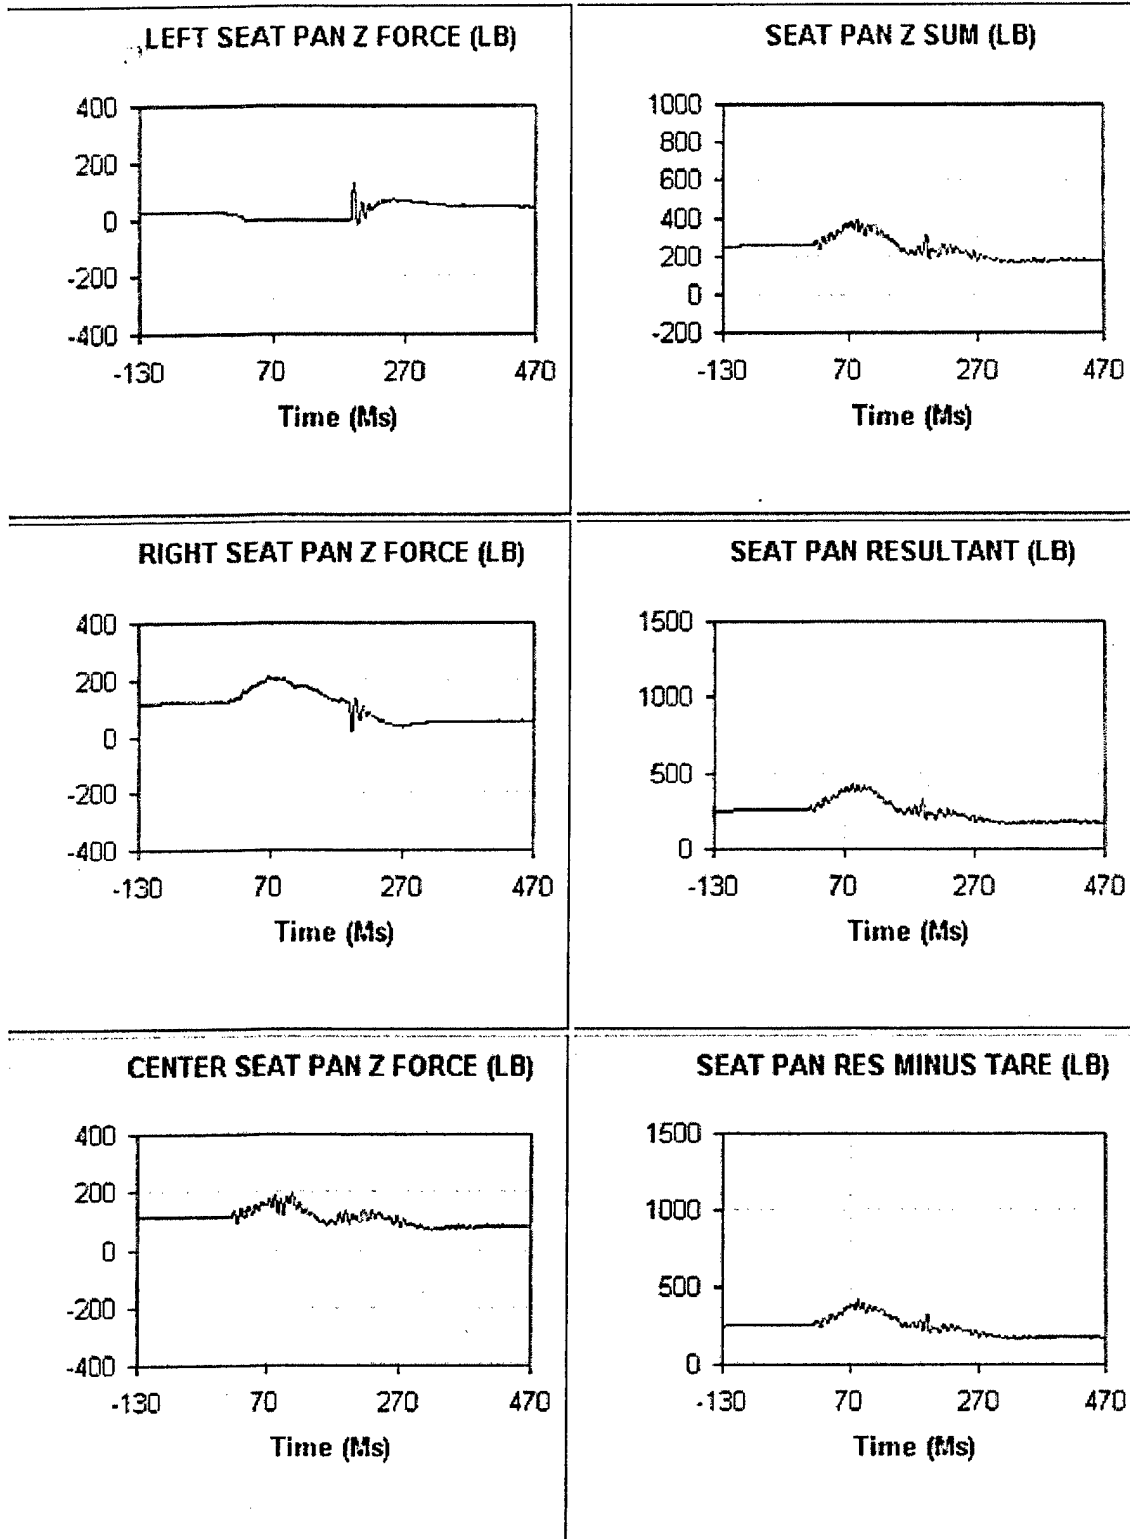 LEFT SEAT PAN Z FORCE (LB)
400
200
0
-200
-400
-130 70 270 470
Time (Ms)
SEAT PAN Z SUM (LB)
1000
800
600
400
200
0
-200
-130 70 270 470
Time (Ms)
RIGHT SEAT PAN Z FORCE (LB)
400
200
0
-200
-400
-130 70 270 470
Time (Ms)
SEAT PAN RESULTANT (LB)
1500
1000
500
0
-130 70 270 470
Time (Ms)
CENTER SEAT PAN Z FORCE (LB)
400
200
0
-200
-400
-130 70 270 470
Time (Ms)
SEAT PAN RES MINUS TARE (LB)
1500
1000
500
0
-130 70 270 470
Time (Ms)